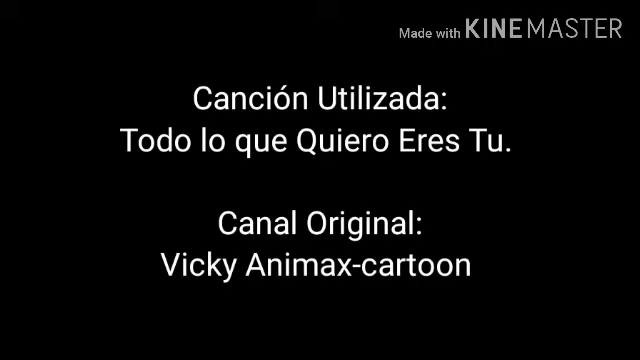 Made with KINEMASTER
Canción Utilizada:
Todo lo que Quiero Eres Tu.
Canal Original:
Vicky Animax-cartoon